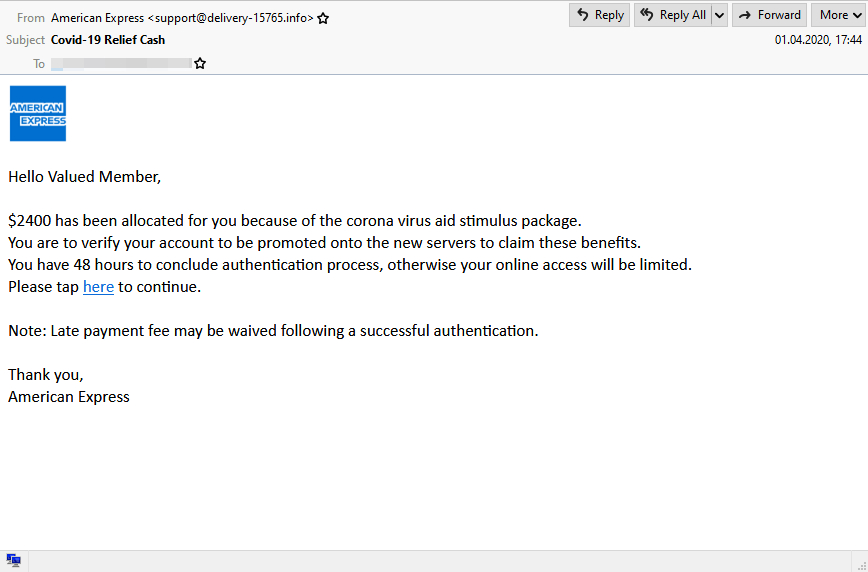 From American Express <support@delivery-15765.info>
Reply Reply All Forward More
Subject Covid-19 Relief Cash
01.04.2020, 17:44
To
AMERICAN
EXPRESS
Hello Valued Member,
$2400 has been allocated for you because of the corona virus aid stimulus package.
You are to verify your account to be promoted onto the new servers to claim these benefits.
You have 48 hours to conclude authentication process, otherwise your online access will be limited.
Please tap here to continue.
Note: Late payment fee may be waived following a successful authentication.
Thank you,
American Express